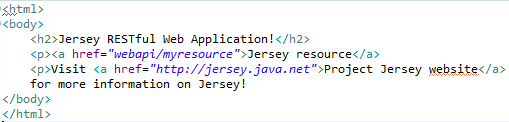 <html>
<body>
    <h2>Jersey RESTful Web Application!</h2>
    <p><a href="webapi/myresource">Jersey resource</a>
    <p>Visit <a href="http://jersey.java.net">Project Jersey website</a>
    for more information on Jersey!
</body>
</html>